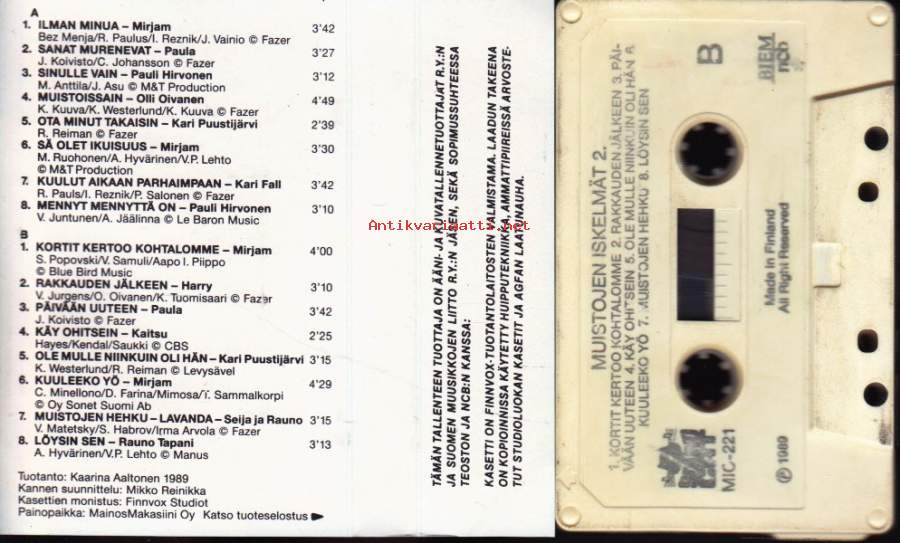 A
1. ILMAN MINUA – Mirjam 3'42
Bez Menja/R. Paulus/I. Reznik/J. Vainio © Fazer
2. SANAT MURENEVAT – Paula 3'27
J. Koivisto/C. Johansson © Fazer
3. SINULLE VAIN – Pauli Hirvonen 3'12
M. Anttila/J. Asu © M&T Production
4. MUISTOISSAIN – Olli Oivanen 4'49
K. Kuuva/K. Westerlund/K. Kuuva © Fazer
5. OTA MINUT TAKAISIN – Kari Puustijärvi 2'39
R. Reiman © Fazer
6. SÄ OLET IKUISUUS – Mirjam 3'30
M. Ruohonen/A. Hyvärinen/V.P. Lehto
© M&T Production
7. KUULUT AIKAAN PARHAIMPAAN – Kari Fall 3'42
R. Pauls/I. Reznik/P. Salonen © Fazer
8. MENNYT MENNYTTÄ ON – Pauli Hirvonen 3'10
V. Juntunen/A. Jäälinna © Le Baron Music
B
1. KORTIT KERTOO KOHTALOMME – Mirjam 4'00
S. Popovski/V. Samuli/Aapo I. Piippo
© Blue Bird Music
2. RAKKAUDEN JÄLKEEN – Harry 3'10
V. Jurgens/O. Oivanen/K. Tuomisaari © Fazer
3. PÄIVÄÄN UUTEEN – Paula 3'42
J. Koivisto © Fazer
4. KÄY OHITSEIN – Kaitsu 2'25
Hayes/Kendal/Saukki © CBS
5. OLE MULLE NIINKUIN OLI HÄN – Kari Puustijärvi 3'15
K. Westerlund/R. Reiman © Levysävel
6. KUULEEKO YÖ – Mirjam 4'29
C. Minellono/D. Farina/Mimosa/T. Sammalkorpi
© Oy Sonet Suomi Ab
7. MUISTOJEN HEHKU – LAVANDA – Seija ja Rauno 3'15
V. Matetsky/S. Habrov/Irma Arvola © Fazer
8. LÖYSIN SEN – Rauno Tapani 3'13
A. Hyvärinen/V.P. Lehto © Manus
Tuotanto: Kaarina Aaltonen 1989
Kannen suunnittelu: Mikko Reinikka
Kasettien monistus: Finnvox Studiot
Painopaikka: MainosMakasiini Oy Katso tuoteselostus
TÄMÄN TALLENTEEN TUOTTAJA ON ÄÄNI- JA KUVATALLENNETUOTTAJAT R.Y.:N
JA SUOMEN MUUSIKKOJEN LIITTO R.Y.:N JÄSEN, SEKÄ SOPIMUSSUHTEESSA
TEOSTON JA NCB:N KANSSA:
KASETTI ON FINNVOX-TUOTANTOLAITOSTEN VALMISTAMA. LAADUN TAKEENA
ON KOPIOINNISSA KÄYTETTY HUIPPUTEKNIIKKA, AMMATTIPIIREISSÄ ARVOSTE-
TUT STUDIOLUOKAN KASETIT JA AGFAN LAATUNAUHA.
Antikvariaatti.net
MUISTOJEN ISKELMÄT 2.
1. KORTIT KERTOO KOHTALOMME 2. RAKKAUDEN JÄLKEEN 3. PÄI-
VÄÄN UUTEEN 4. KÄY OHITSEIN 5. OLE MULLE NIINKUIN OLI HÄN 6.
KUULEEKO YÖ 7. MUISTOJEN HEHKU 8. LÖYSIN SEN
B
BIEM
ncb
Made in Finland
All Right Reserved
MIC-221
℗ 1989